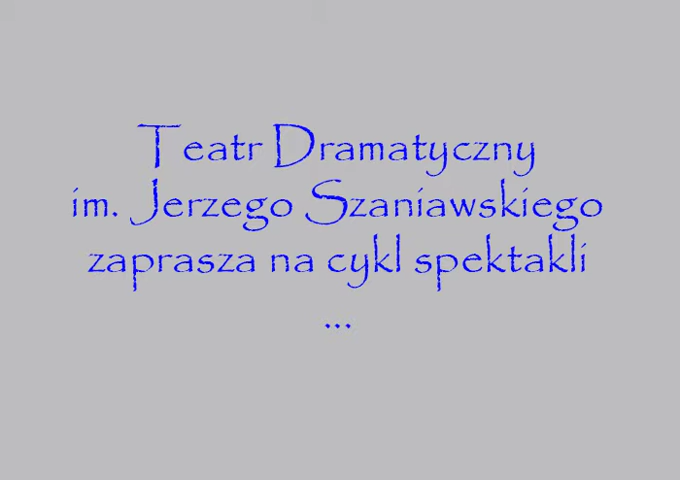 Teatr Dramatyczny
im. Jerzego Szaniawskiego
zaprasza na cykl spektakli
...